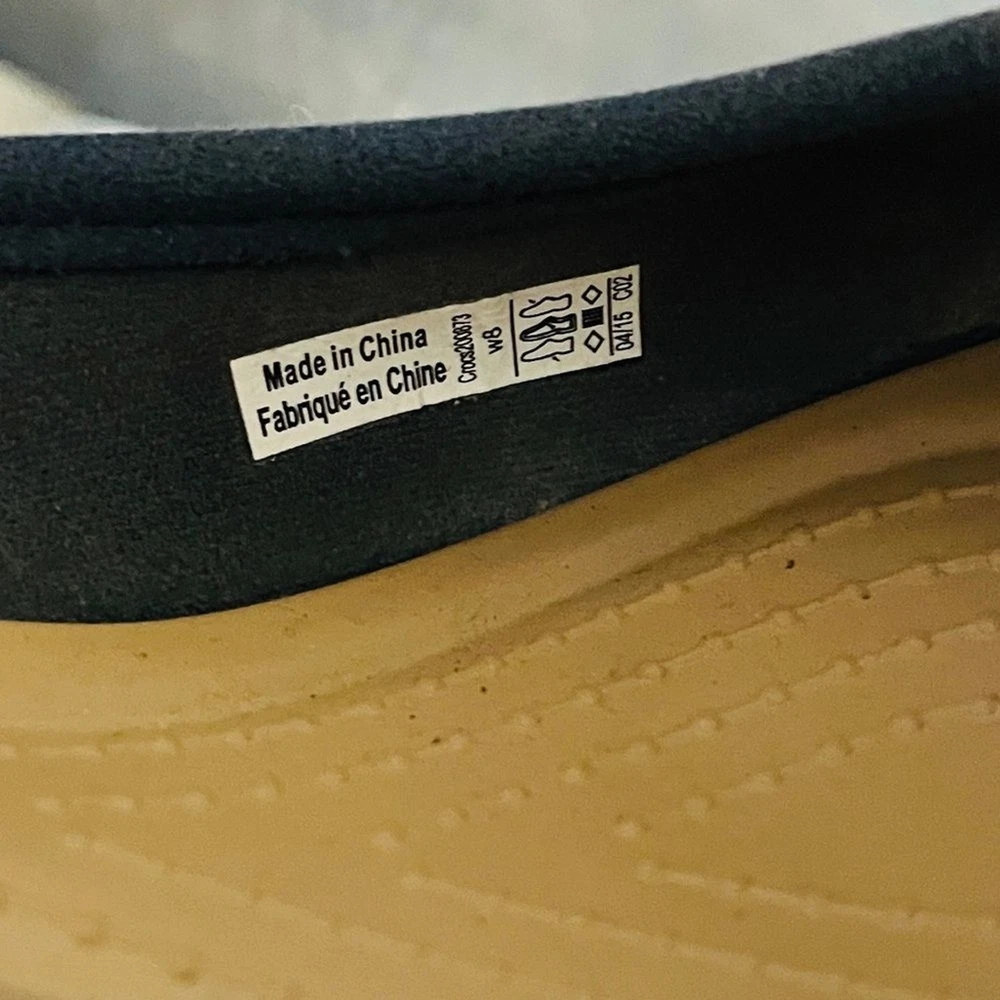 Made in China
Fabriqué en Chine
Crocs200873
W8
04/15 C02